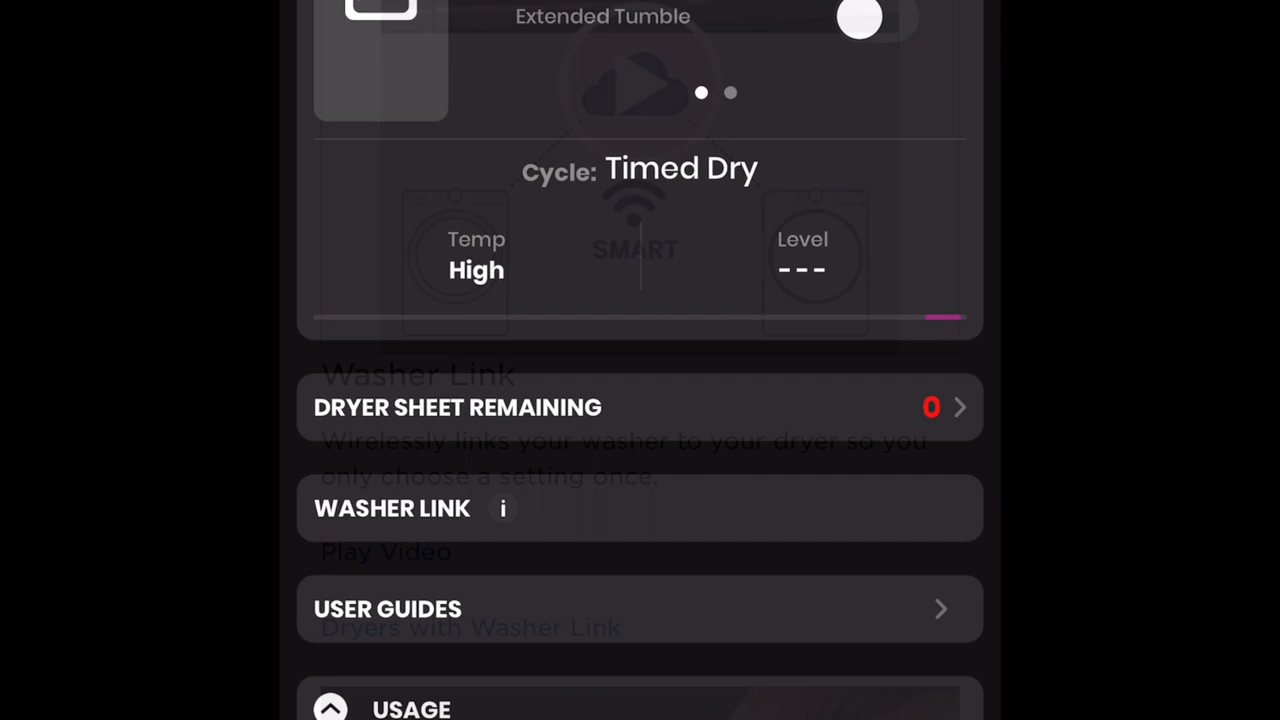 Extended Tumble
Cycle: Timed Dry
SMART
Temp
High
Level
---
Washer Link
DRYER SHEET REMAINING
0
Wirelessly links your washer to your dryer so you
only choose a setting once.
WASHER LINK i
Play Video
USER GUIDES
Dryers with Washer Link
USAGE